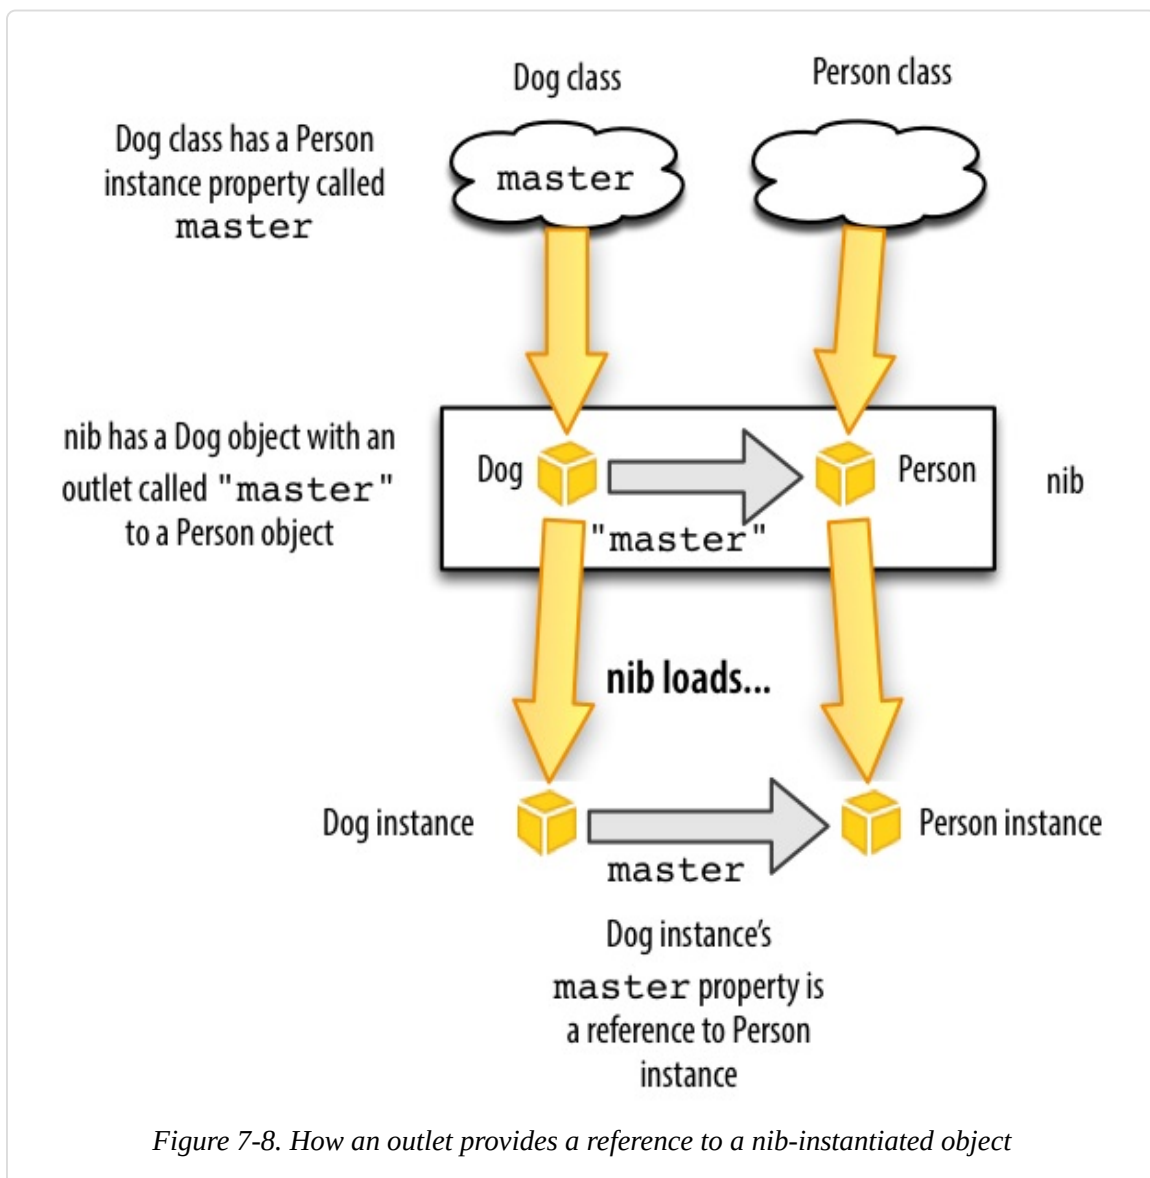 Dog class
Person class
Dog class has a Person
instance property called
master
master
nib has a Dog object with an
outlet called "master"
to a Person object
Dog
Person
"master"
nib
nib loads...
Dog instance
Person instance
master
Dog instance’s
master property is
a reference to Person
instance
Figure 7-8. How an outlet provides a reference to a nib-instantiated object